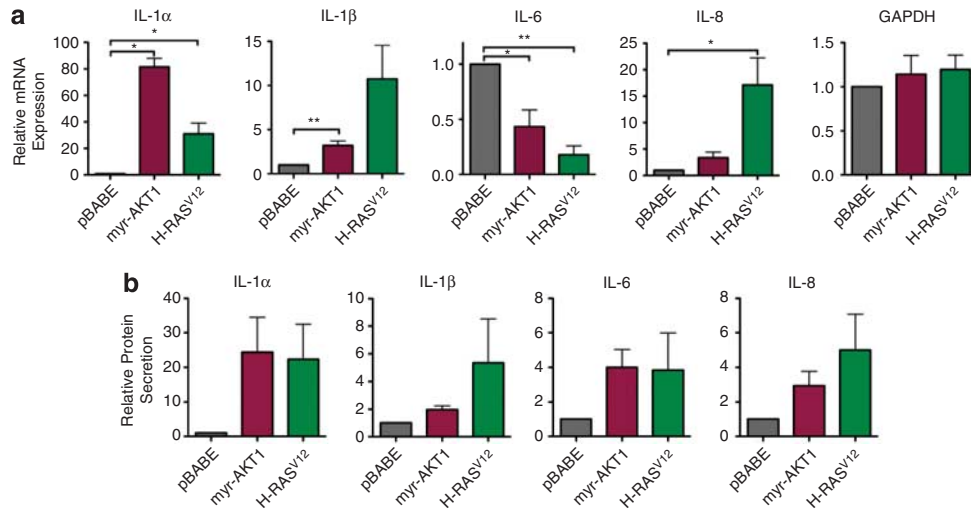 a
IL-1α
IL-1β
IL-6
IL-8
GAPDH
Relative mRNA
Expression
100
80
60
40
20
0
*
*
pBABE
myr-AKT1
H-RASV12
15
10
5
0
**
pBABE
myr-AKT1
H-RASV12
1.0
0.5
0.0
**
*
pBABE
myr-AKT1
H-RASV12
25
20
15
10
5
0
*
pBABE
myr-AKT1
H-RASV12
1.5
1.0
0.5
0.0
pBABE
myr-AKT1
H-RASV12
b
IL-1α
IL-1β
IL-6
IL-8
Relative Protein
Secretion
40
30
20
10
0
pBABE
myr-AKT1
H-RASV12
10
8
6
4
2
0
pBABE
myr-AKT1
H-RASV12
8
6
4
2
0
pBABE
myr-AKT1
H-RASV12
8
6
4
2
0
pBABE
myr-AKT1
H-RASV12